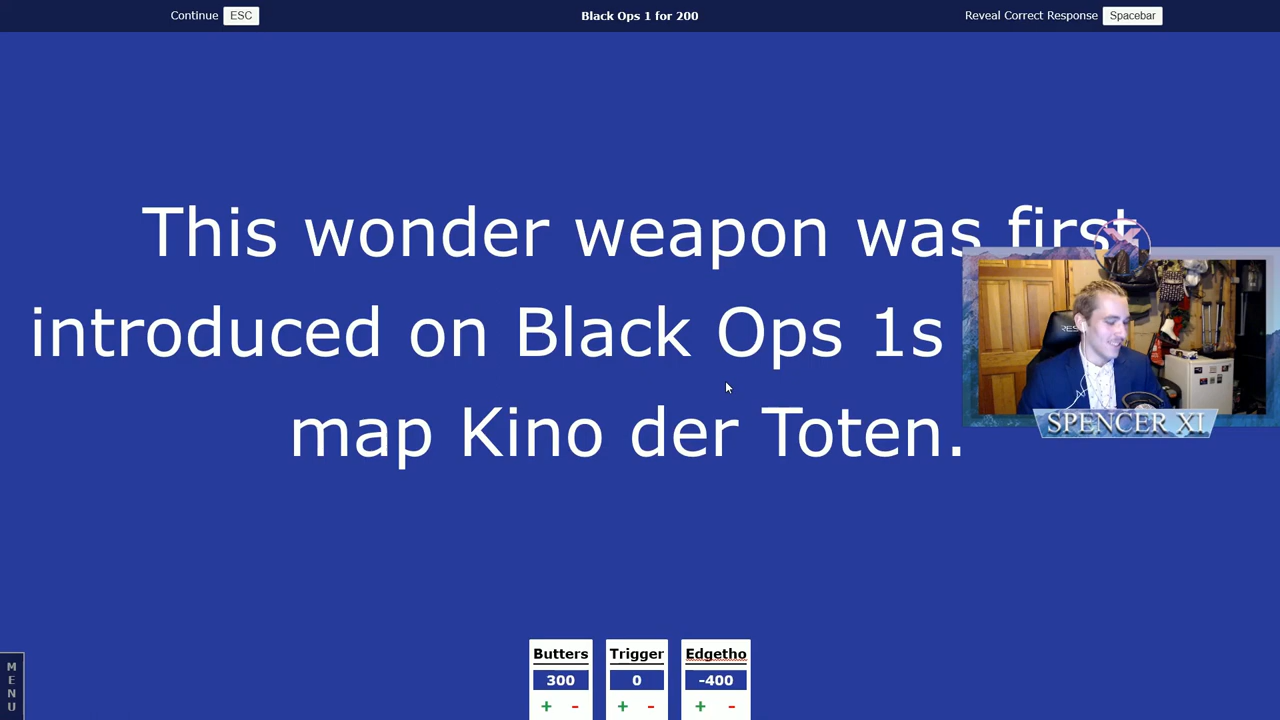 Continue ESC
Black Ops 1 for 200
Reveal Correct Response Spacebar
This wonder weapon was first
introduced on Black Ops 1s
map Kino der Toten.
SPENCER XI
MENU
Butters Trigger Edgetho
300 0 -400
+ - + - + -